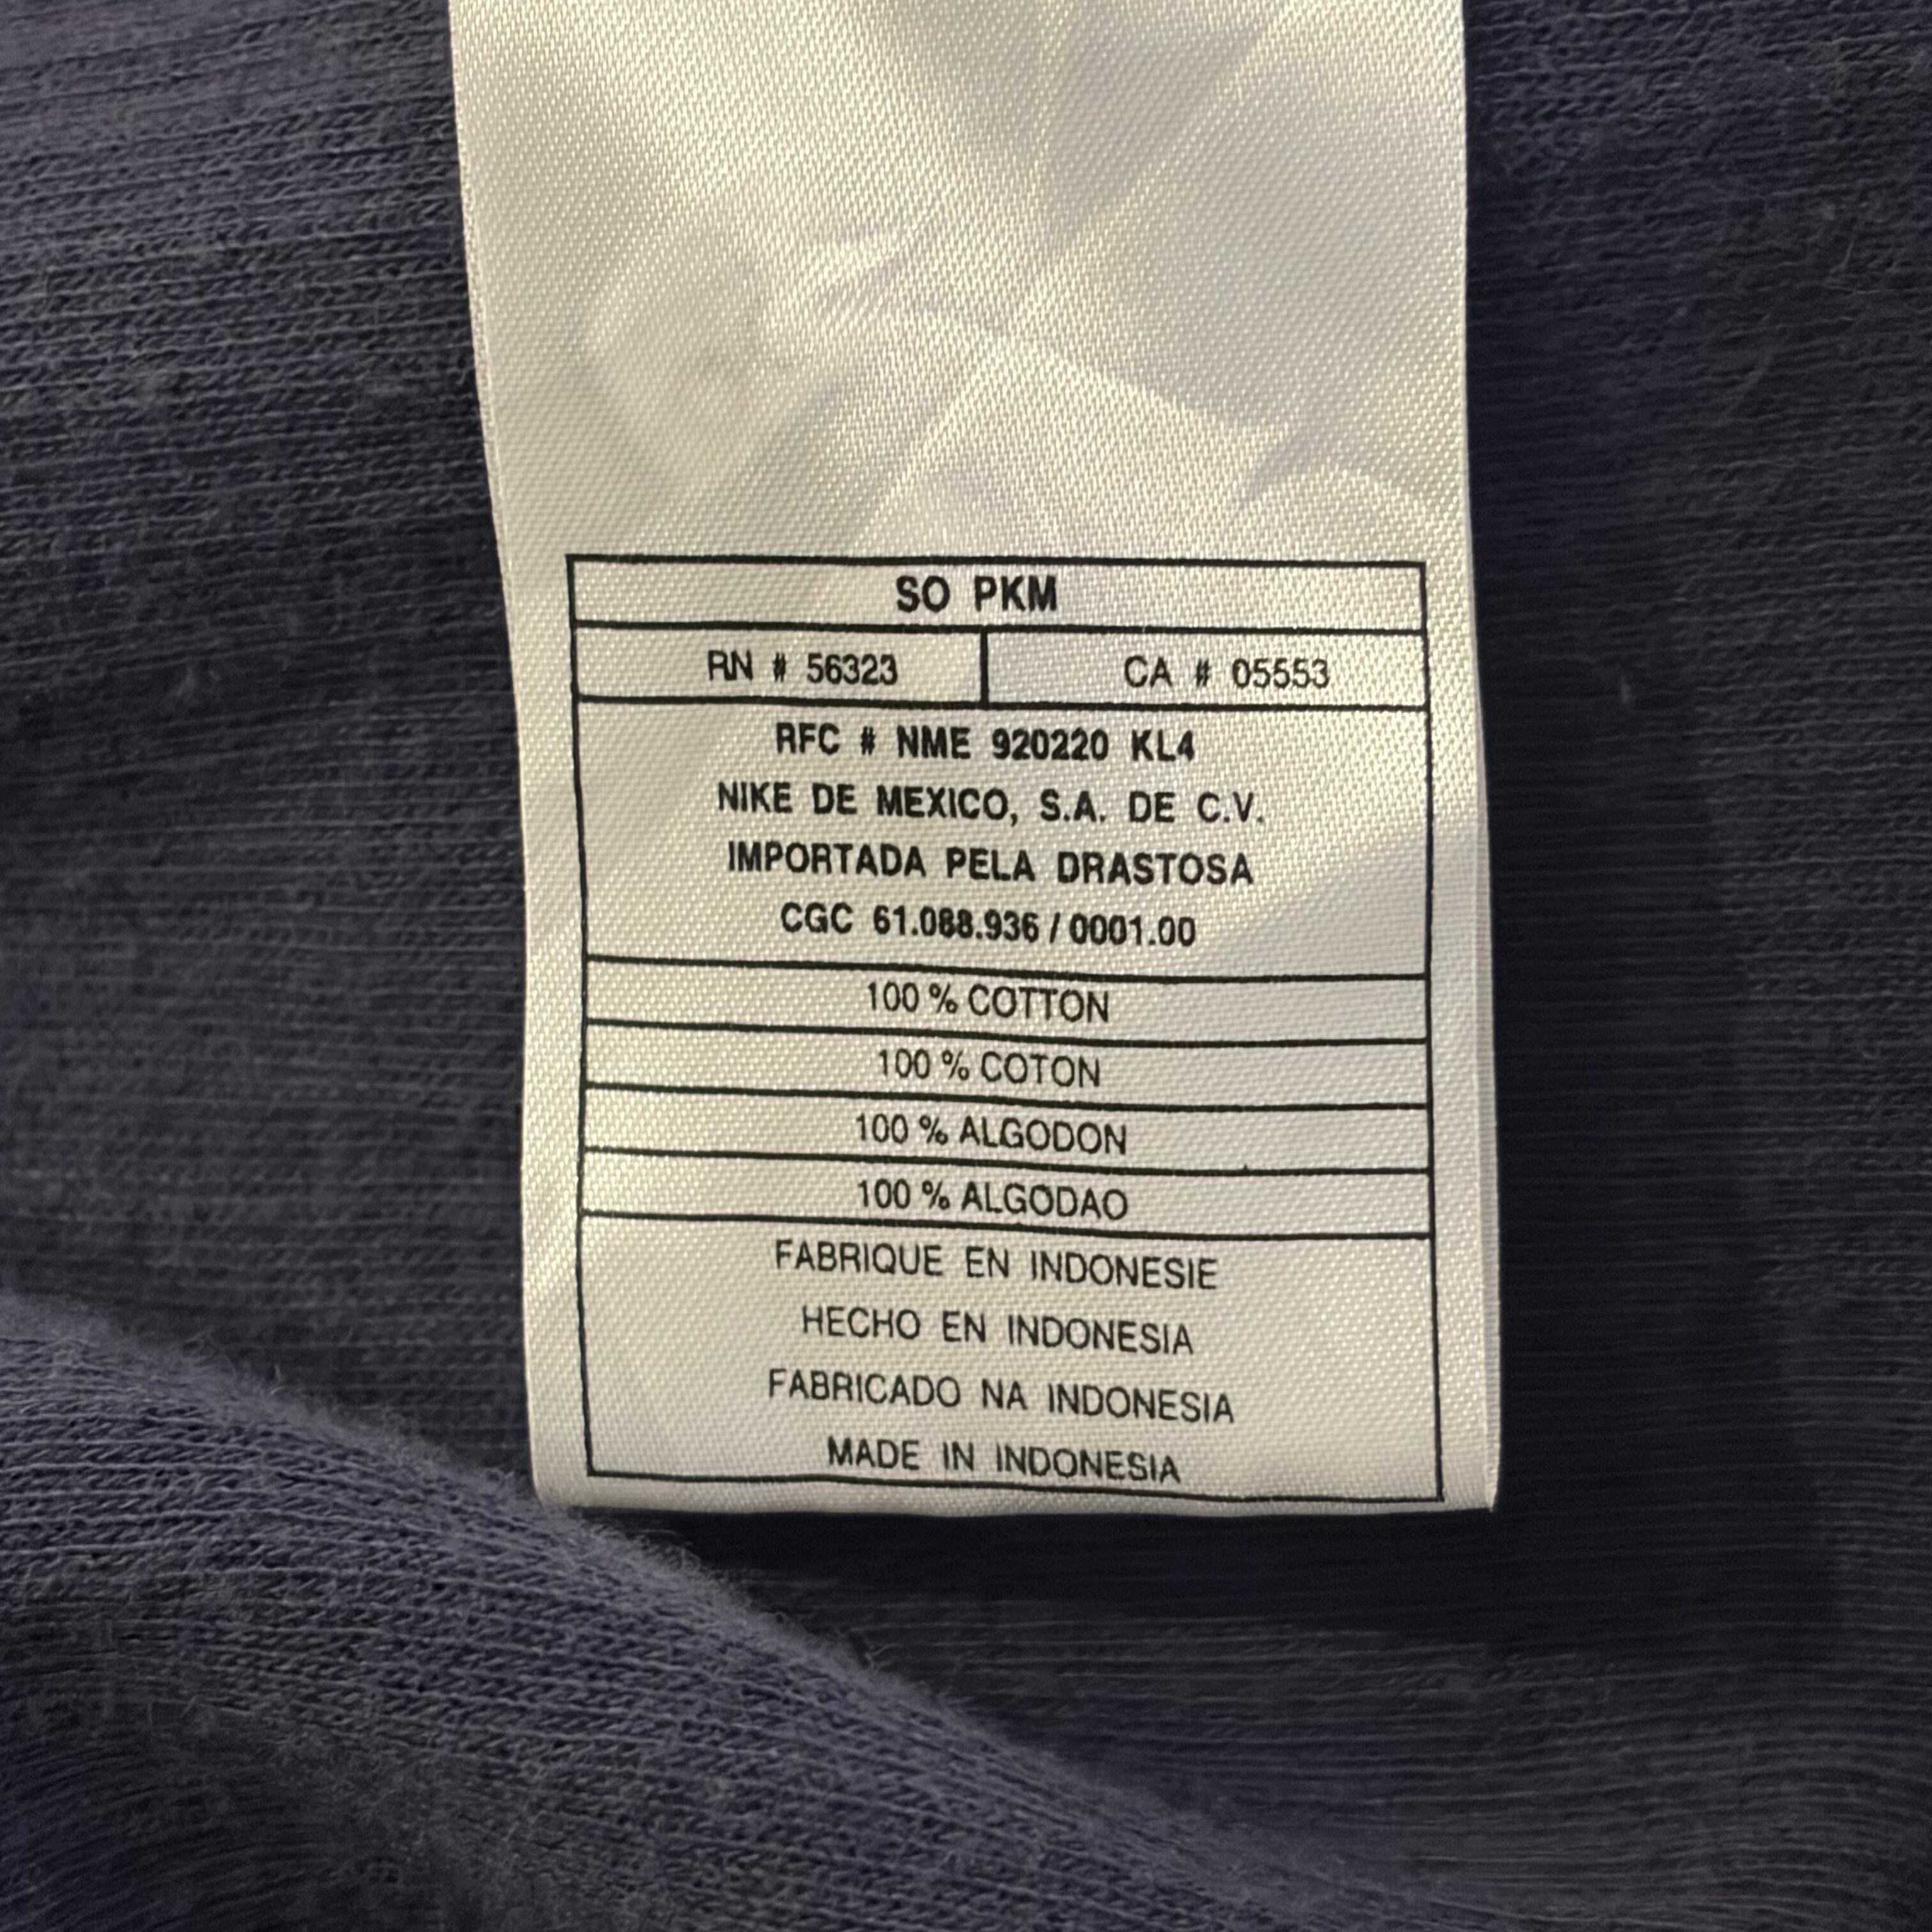 SO PKM
RN # 56323 CA # 05553
RFC # NME 920220 KL4
NIKE DE MEXICO, S.A. DE C.V.
IMPORTADA PELA DRASTOSA
CGC 61.088.936 / 0001.00
100 % COTTON
100 % COTON
100 % ALGODON
100 % ALGODAO
FABRIQUE EN INDONESIE
HECHO EN INDONESIA
FABRICADO NA INDONESIA
MADE IN INDONESIA